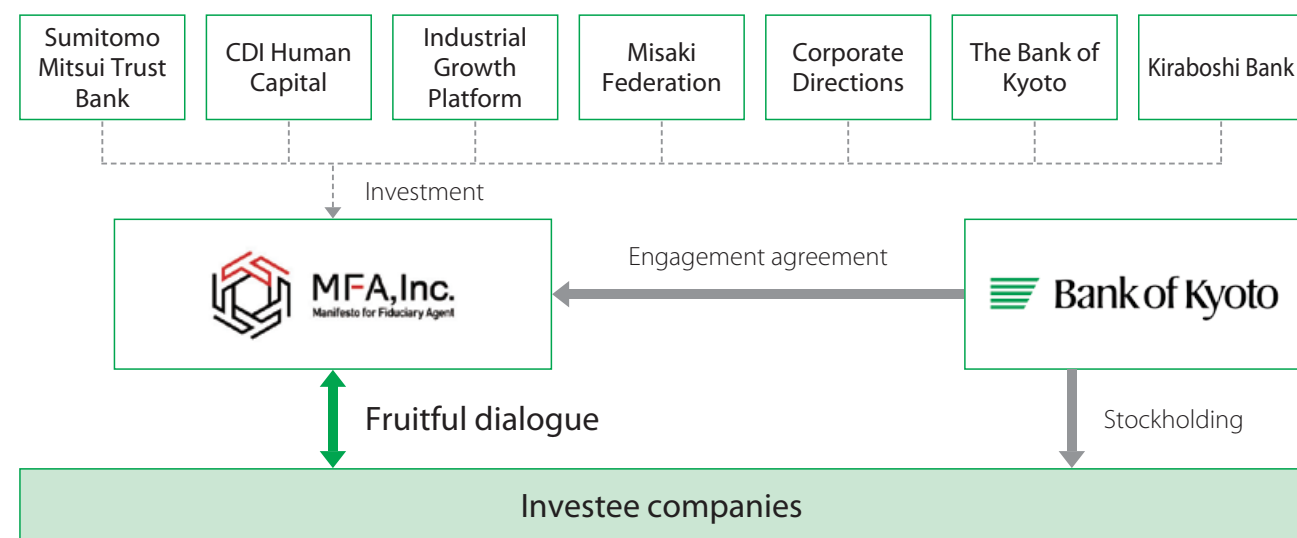 Sumitomo
Mitsui Trust
Bank
CDI Human
Capital
Industrial
Growth
Platform
Misaki
Federation
Corporate
Directions
The Bank of
Kyoto
Kiraboshi Bank
Investment
MFA,Inc.
Manifesto for Fiduciary Agent
Engagement agreement
Bank of Kyoto
Fruitful dialogue
Stockholding
Investee companies